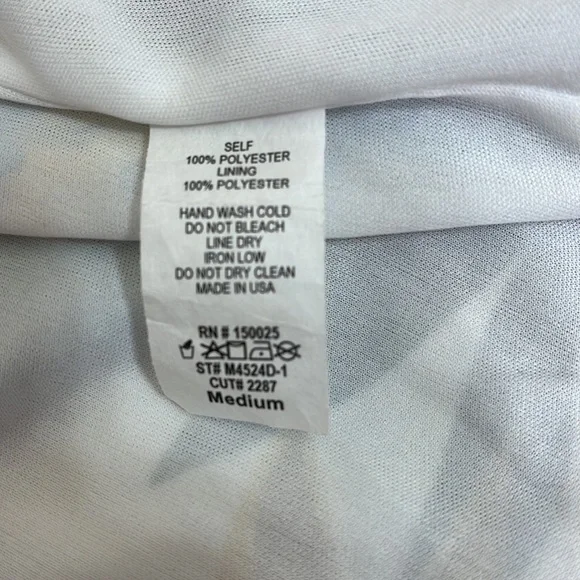 SELF
100% POLYESTER
LINING
100% POLYESTER
HAND WASH COLD
DO NOT BLEACH
LINE DRY
IRON LOW
DO NOT DRY CLEAN
MADE IN USA
RN # 150025
ST# M4524D-1
CUT# 2287
Medium